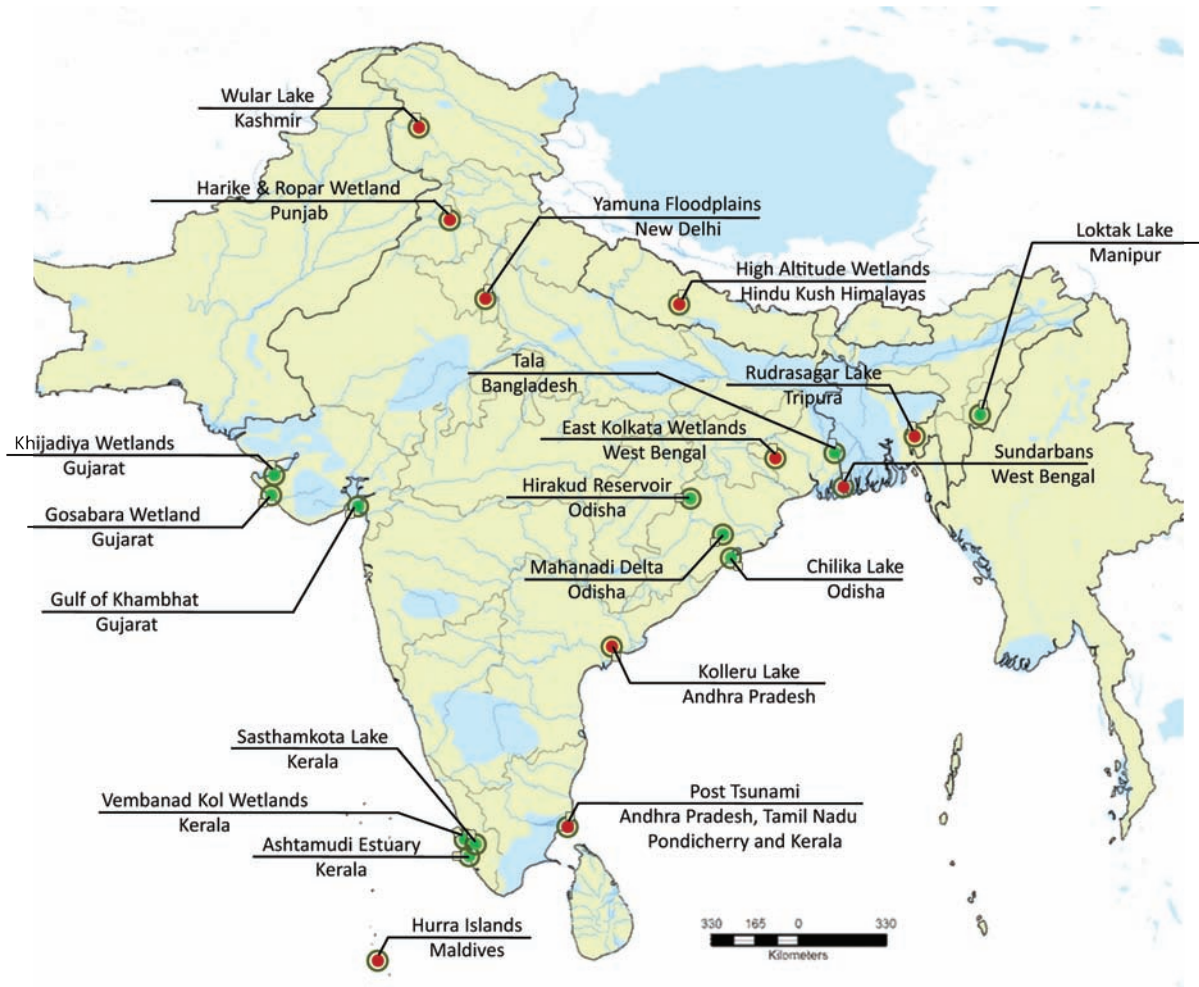 Wular Lake
Kashmir
Harike & Ropar Wetland
Punjab
Yamuna Floodplains
New Delhi
Loktak Lake
Manipur
High Altitude Wetlands
Hindu Kush Himalayas
Tala
Bangladesh
Rudrasagar Lake
Tripura
East Kolkata Wetlands
West Bengal
Khijadiya Wetlands
Gujarat
Sundarbans
West Bengal
Hirakud Reservoir
Odisha
Gosabara Wetland
Gujarat
Mahanadi Delta
Odisha
Chilika Lake
Odisha
Gulf of Khambhat
Gujarat
Kolleru Lake
Andhra Pradesh
Sasthamkota Lake
Kerala
Vembanad Kol Wetlands
Kerala
Post Tsunami
Andhra Pradesh, Tamil Nadu
Pondicherry and Kerala
Ashtamudi Estuary
Kerala
Hurra Islands
Maldives
330 165 0 330
Kilometers